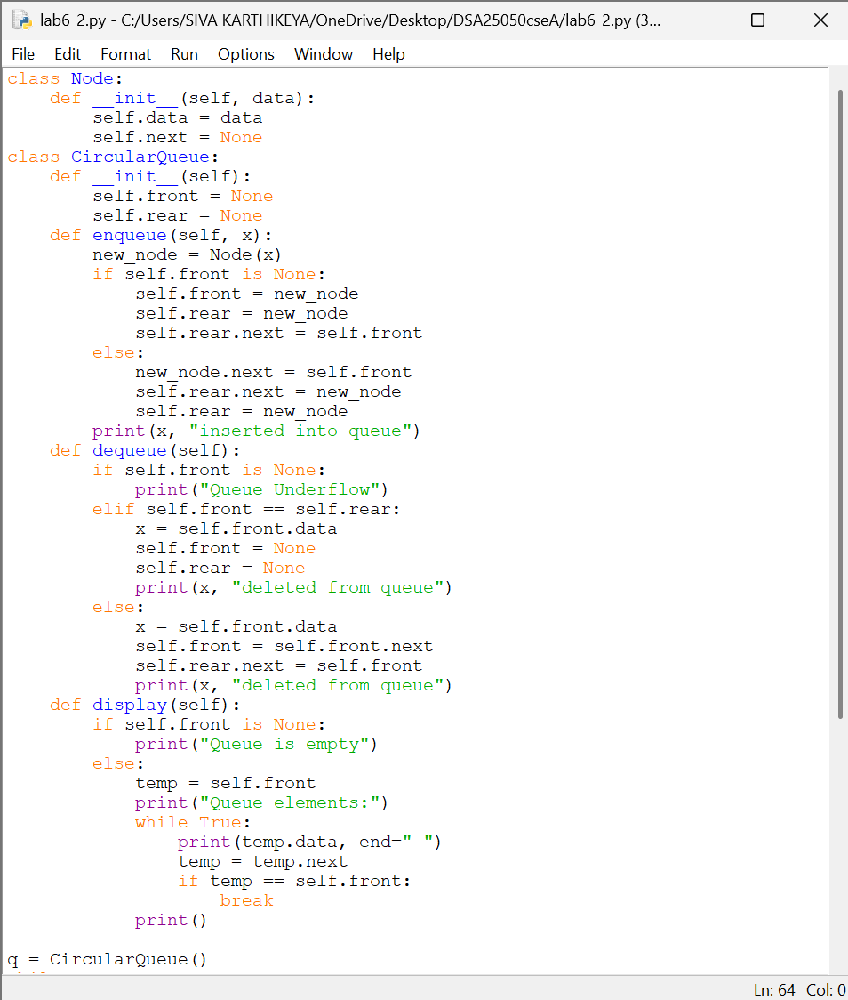 lab6_2.py - C:/Users/SIVA KARTHIKEYA/OneDrive/Desktop/DSA25050cseA/lab6_2.py (3...
File Edit Format Run Options Window Help
class Node:
    def __init__(self, data):
        self.data = data
        self.next = None
class CircularQueue:
    def __init__(self):
        self.front = None
        self.rear = None
    def enqueue(self, x):
        new_node = Node(x)
        if self.front is None:
            self.front = new_node
            self.rear = new_node
            self.rear.next = self.front
        else:
            new_node.next = self.front
            self.rear.next = new_node
            self.rear = new_node
        print(x, "inserted into queue")
    def dequeue(self):
        if self.front is None:
            print("Queue Underflow")
        elif self.front == self.rear:
            x = self.front.data
            self.front = None
            self.rear = None
            print(x, "deleted from queue")
        else:
            x = self.front.data
            self.front = self.front.next
            self.rear.next = self.front
            print(x, "deleted from queue")
    def display(self):
        if self.front is None:
            print("Queue is empty")
        else:
            temp = self.front
            print("Queue elements:")
            while True:
                print(temp.data, end=" ")
                temp = temp.next
                if temp == self.front:
                    break
            print()
q = CircularQueue()
Ln: 64 Col: 0